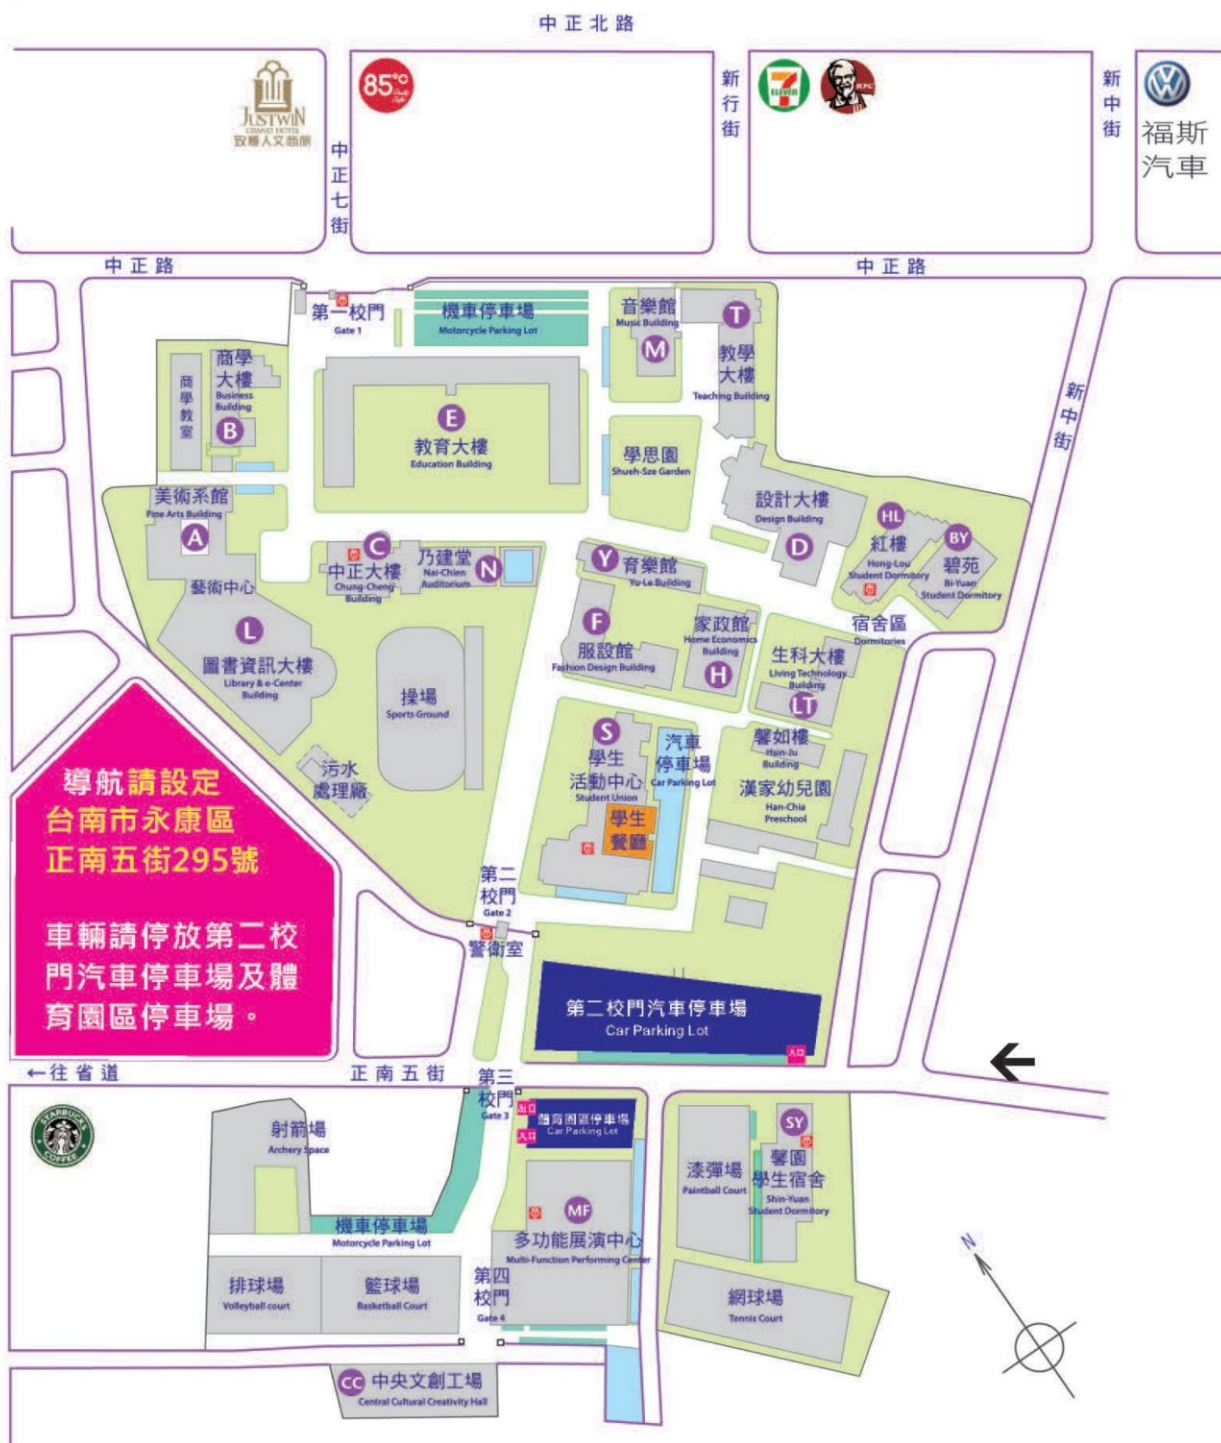 中正北路
JUSTWIN
GRAND HOTEL
致穩人文商旅
85°C
Daily Cafe
新行街
7
ELEVEN
KFC
新中街
福斯
汽車
中正七街
中正路
中正路
第一校門
Gate 1
機車停車場
Motorcycle Parking Lot
音樂館
Music Building
M
T
教學
大樓
Teaching Building
商學
大樓
Business
Building
B
商學教室
E
教育大樓
Education Building
學思園
Shueh-Sze Garden
新中街
美術系館
Fine Arts Building
A
藝術中心
設計大樓
Design Building
D
HL
紅樓
Hong-Lou
Student Dormitory
BY
碧苑
Bi-Yuan
Student Dormitory
宿舍區
Dormitories
C
中正大樓
Chung-Cheng
Building
乃建堂
Nai-Chien
Auditorium
N
Y
育樂館
Yu-Le Building
F
服設館
Fashion Design Building
家政館
Home Economics
Building
H
生科大樓
Living Technology
Building
LT
L
圖書資訊大樓
Library & e-Center
Building
操場
Sports Ground
污水
處理廠
S
學生
活動中心
Student Union
學生
餐廳
汽車
停車場
Car Parking Lot
馨如樓
Hsin-Ju
Building
漢家幼兒園
Han-Chia
Preschool
導航請設定
台南市永康區
正南五街295號
車輛請停放第二校
門汽車停車場及體
育園區停車場。
第二
校門
Gate 2
警衛室
第二校門汽車停車場
Car Parking Lot
入口
←往省道
正南五街
第三
校門
Gate 3
出口
入口
體育園區停車場
Car Parking Lot
STARBUCKS
COFFEE
射箭場
Archery Space
機車停車場
Motorcycle Parking Lot
MF
多功能展演中心
Multi-Function Performing Center
漆彈場
Paintball Court
SY
馨園
學生宿舍
Shin-Yuan
Student Dormitory
排球場
Volleyball court
籃球場
Basketball Court
第四
校門
Gate 4
網球場
Tennis Court
N
CC
中央文創工場
Central Cultural Creativity Hall